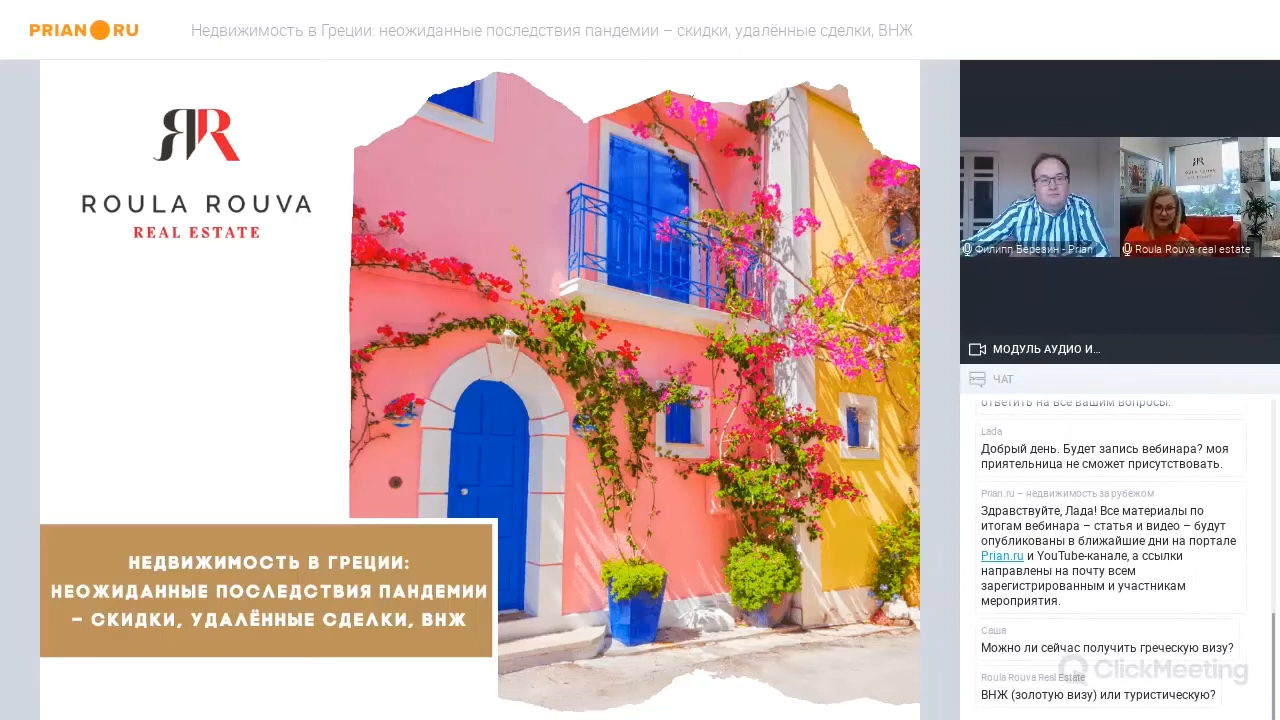 PRIAN RU
Недвижимость в Греции: неожиданные последствия пандемии – скидки, удалённые сделки, ВНЖ
RR
ROULA ROUVA
REAL ESTATE
НЕДВИЖИМОСТЬ В ГРЕЦИИ:
НЕОЖИДАННЫЕ ПОСЛЕДСТВИЯ ПАНДЕМИИ
– СКИДКИ, УДАЛЁННЫЕ СДЕЛКИ, ВНЖ
RR
ROULA ROUVA
Филипп Березин - Prian
Roula Rouva real estate
МОДУЛЬ АУДИО И...
ЧАТ
ответить на все вашим вопросы.
Lada
Добрый день. Будет запись вебинара? моя
приятельница не сможет присутствовать.
Prian.ru – недвижимость за рубежом
Здравствуйте, Лада! Все материалы по
итогам вебинара – статья и видео – будут
опубликованы в ближайшие дни на портале
Prian.ru и YouTube-канале, а ссылки
направлены на почту всем
зарегистрированным и участникам
мероприятия.
Саша
Можно ли сейчас получить греческую визу?
ClickMeeting
Roula Rouva Real Estate
ВНЖ (золотую визу) или туристическую?